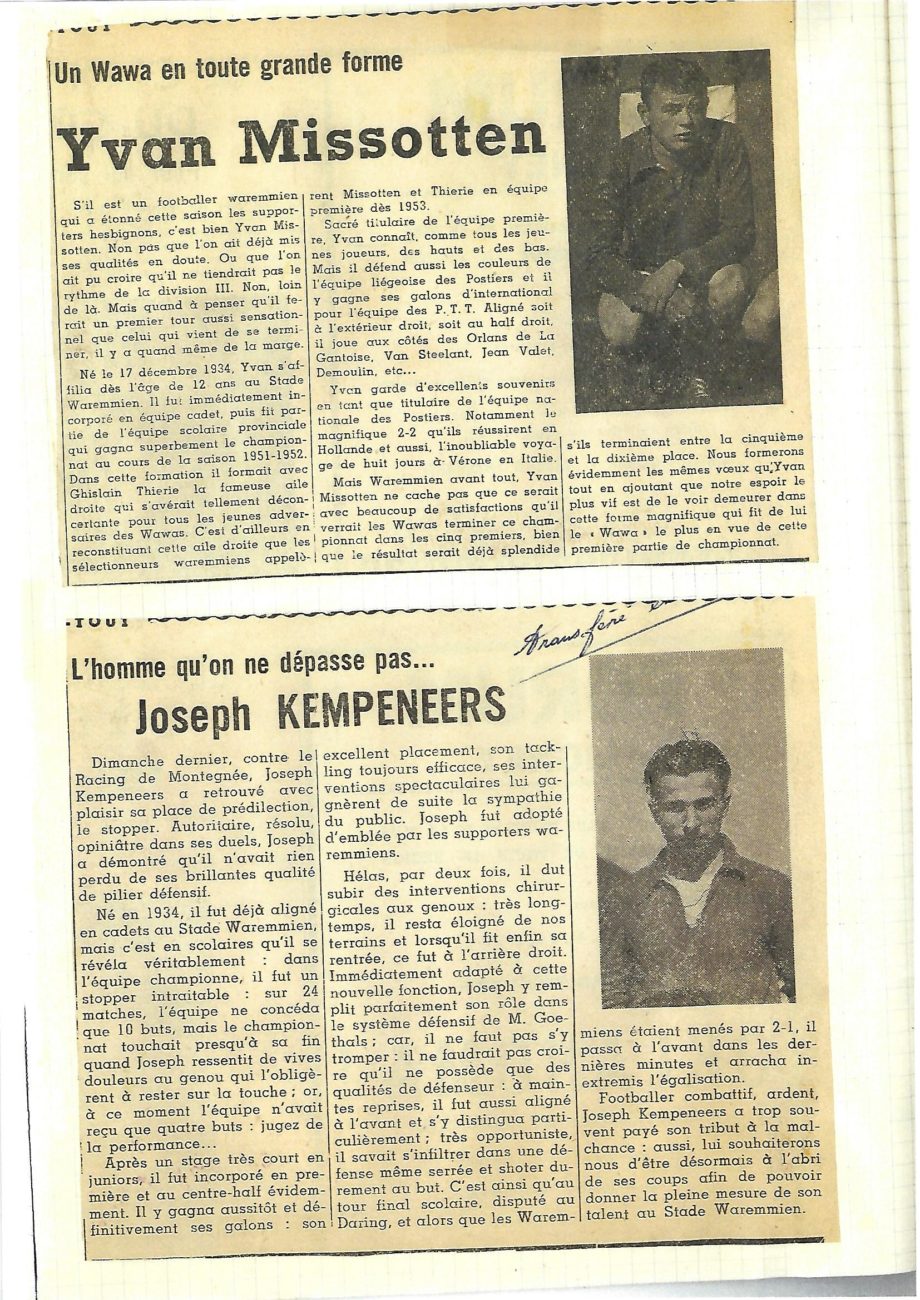 TOUT
Un Wawa en toute grande forme
Yvan Missotten
S'il est un footballer waremmien
qui a étonné cette saison les suppor-
ters hesbignons, c'est bien Yvan Mis-
sotten. Non pas que l'on ait déjà mis
ses qualités en doute. Ou que l'on
ait pu croire qu'il ne tiendrait pas le
rythme de la division III. Non, loin
de là. Mais quand à penser qu'il fe-
rait un premier tour aussi sensation-
nel que celui qui vient de se termi-
ner, il y a quand même de la marge.
Né le 17 décembre 1934, Yvan s'af-
filia dès l'âge de 12 ans au Stade
Waremmien. Il fut immédiatement in-
corporé en équipe cadet, puis fit par-
tie de l'équipe scolaire provinciale
qui gagna superbement le champion-
nat au cours de la saison 1951-1952.
Dans cette formation il formait avec
Ghislain Thierie la fameuse aile
droite qui s'avérait tellement décon-
certante pour tous les jeunes adver-
saires des Wawas. C'est d'ailleurs en
reconstituant cette aile droite que les
sélectionneurs waremmiens appelè-
rent Missotten et Thierie en équipe
première dès 1953.
Sacré titulaire de l'équipe premiè-
re, Yvan connaît, comme tous les jeu-
nes joueurs, des hauts et des bas.
Mais il défend aussi les couleurs de
l'équipe liégeoise des Postiers et il
y gagne ses galons d'international
pour l'équipe des P.T.T. Aligné soit
à l'extérieur droit, soit au half droit,
il joue aux côtés des Orlans de La
Gantoise, Van Steelant, Jean Valet,
Demoulin, etc...
Yvan garde d'excellents souvenirs
en tant que titulaire de l'équipe na-
tionale des Postiers. Notamment le
magnifique 2-2 qu'ils réussirent en
Hollande et aussi, l'inoubliable voya-
ge de huit jours à Vérone en Italie.
Mais Waremmien avant tout, Yvan
Missotten ne cache pas que ce serait
avec beaucoup de satisfactions qu'il
verrait les Wawas terminer ce cham-
pionnat dans les cinq premiers, bien
que le résultat serait déjà splendide
s'ils terminaient entre la cinquième
et la dixième place. Nous formerons
évidemment les mêmes vœux qu'Yvan
tout en ajoutant que notre espoir le
plus vif est de le voir demeurer dans
cette forme magnifique qui fit de lui
le « Wawa » le plus en vue de cette
première partie de championnat.
TOUT
transféré en
L'homme qu'on ne dépasse pas...
Joseph KEMPENEERS
Dimanche dernier, contre le
Racing de Montegnée, Joseph
Kempeneers a retrouvé avec
plaisir sa place de prédilection,
le stopper. Autoritaire, résolu,
opiniâtre dans ses duels, Joseph
a démontré qu'il n'avait rien
perdu de ses brillantes qualité
de pilier défensif.
Né en 1934, il fut déjà aligné
en cadets au Stade Waremmien,
mais c'est en scolaires qu'il se
révéla véritablement : dans
l'équipe championne, il fut un
stopper intraitable : sur 24
matches, l'équipe ne concéda
que 10 buts, mais le champion-
nat touchait presqu'à sa fin
quand Joseph ressentit de vives
douleurs au genou qui l'obligè-
rent à rester sur la touche ; or,
à ce moment l'équipe n'avait
reçu que quatre buts : jugez de
la performance...
Après un stage très court en
juniors, il fut incorporé en pre-
mière et au centre-half évidem-
ment. Il y gagna aussitôt et dé-
finitivement ses galons : son
excellent placement, son tack-
ling toujours efficace, ses inter-
ventions spectaculaires lui ga-
gnèrent de suite la sympathie
du public. Joseph fut adopté
d'emblée par les supporters wa-
remmiens.
Hélas, par deux fois, il dut
subir des interventions chirur-
gicales aux genoux : très long-
temps, il resta éloigné de nos
terrains et lorsqu'il fit enfin sa
rentrée, ce fut à l'arrière droit.
Immédiatement adapté à cette
nouvelle fonction, Joseph y rem-
plit parfaitement son rôle dans
le système défensif de M. Goe-
thals ; car, il ne faut pas s'y
tromper : il ne faudrait pas croi-
re qu'il ne possède que des
qualités de défenseur : à main-
tes reprises, il fut aussi aligné
à l'avant et s'y distingua parti-
culièrement ; très opportuniste,
il savait s'infiltrer dans une dé-
fense même serrée et shoter du-
rement au but. C'est ainsi qu'au
tour final scolaire, disputé au
Daring, et alors que les Warem-
miens étaient menés par 2-1, il
passa à l'avant dans les der-
nières minutes et arracha in-
extremis l'égalisation.
Footballer combattif, ardent,
Joseph Kempeneers a trop sou-
vent payé son tribut à la mal-
chance : aussi, lui souhaiterons
nous d'être désormais à l'abri
de ses coups afin de pouvoir
donner la pleine mesure de son
talent au Stade Waremmien.